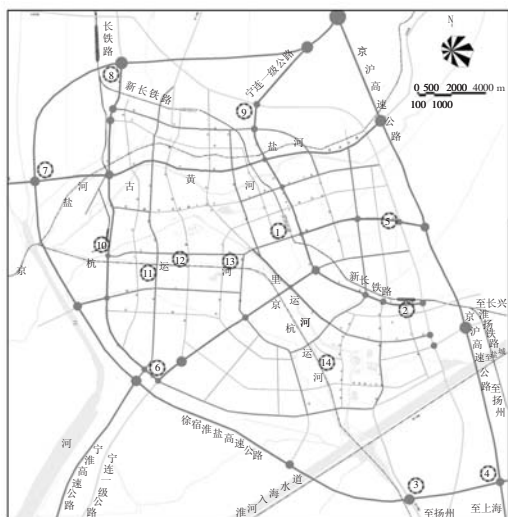 长铁路
新长铁路
宁连一级公路
N
京沪高速公路
0 500 2000 4000 m
100 1000
⑧
⑨
盐河
⑦
盐河
古黄河
①
⑤
⑩
⑫
⑬
⑪
京杭运河
里运河
新长铁路
②
至长兴
京杭运河
⑭
淮扬铁路
京沪高速公路
至扬州
⑥
徐宿淮盐高速公路
宁淮高速公路
宁连一级公路
淮河入海水道
③
④
至扬州
至上海